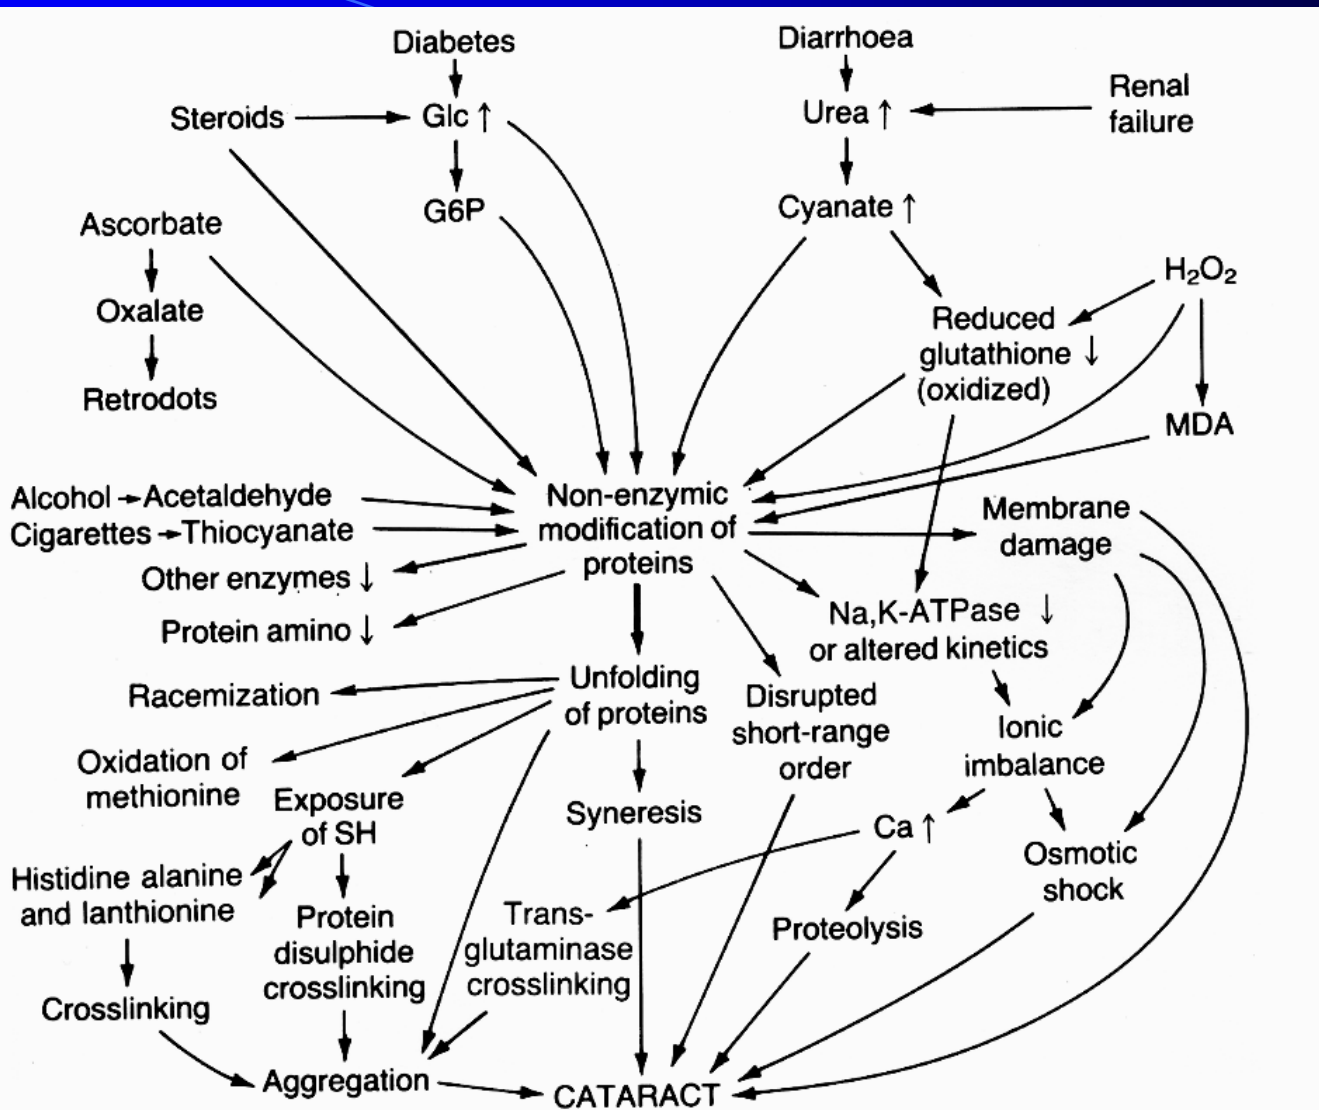 Diabetes
Diarrhoea
Steroids
Glc ↑
Urea ↑
Renal
failure
G6P
Cyanate ↑
Ascorbate
Oxalate
Retrodots
H₂O₂
Reduced
glutathione ↓
(oxidized)
MDA
Alcohol → Acetaldehyde
Cigarettes → Thiocyanate
Non-enzymic
modification of
proteins
Membrane
damage
Other enzymes ↓
Protein amino ↓
Na,K-ATPase ↓
or altered kinetics
Racemization
Unfolding
of proteins
Disrupted
short-range
order
Ionic
imbalance
Oxidation of
methionine
Exposure
of SH
Syneresis
Ca ↑
Osmotic
shock
Histidine alanine
and lanthionine
Protein
disulphide
crosslinking
Trans-
glutaminase
crosslinking
Proteolysis
Crosslinking
Aggregation
CATARACT